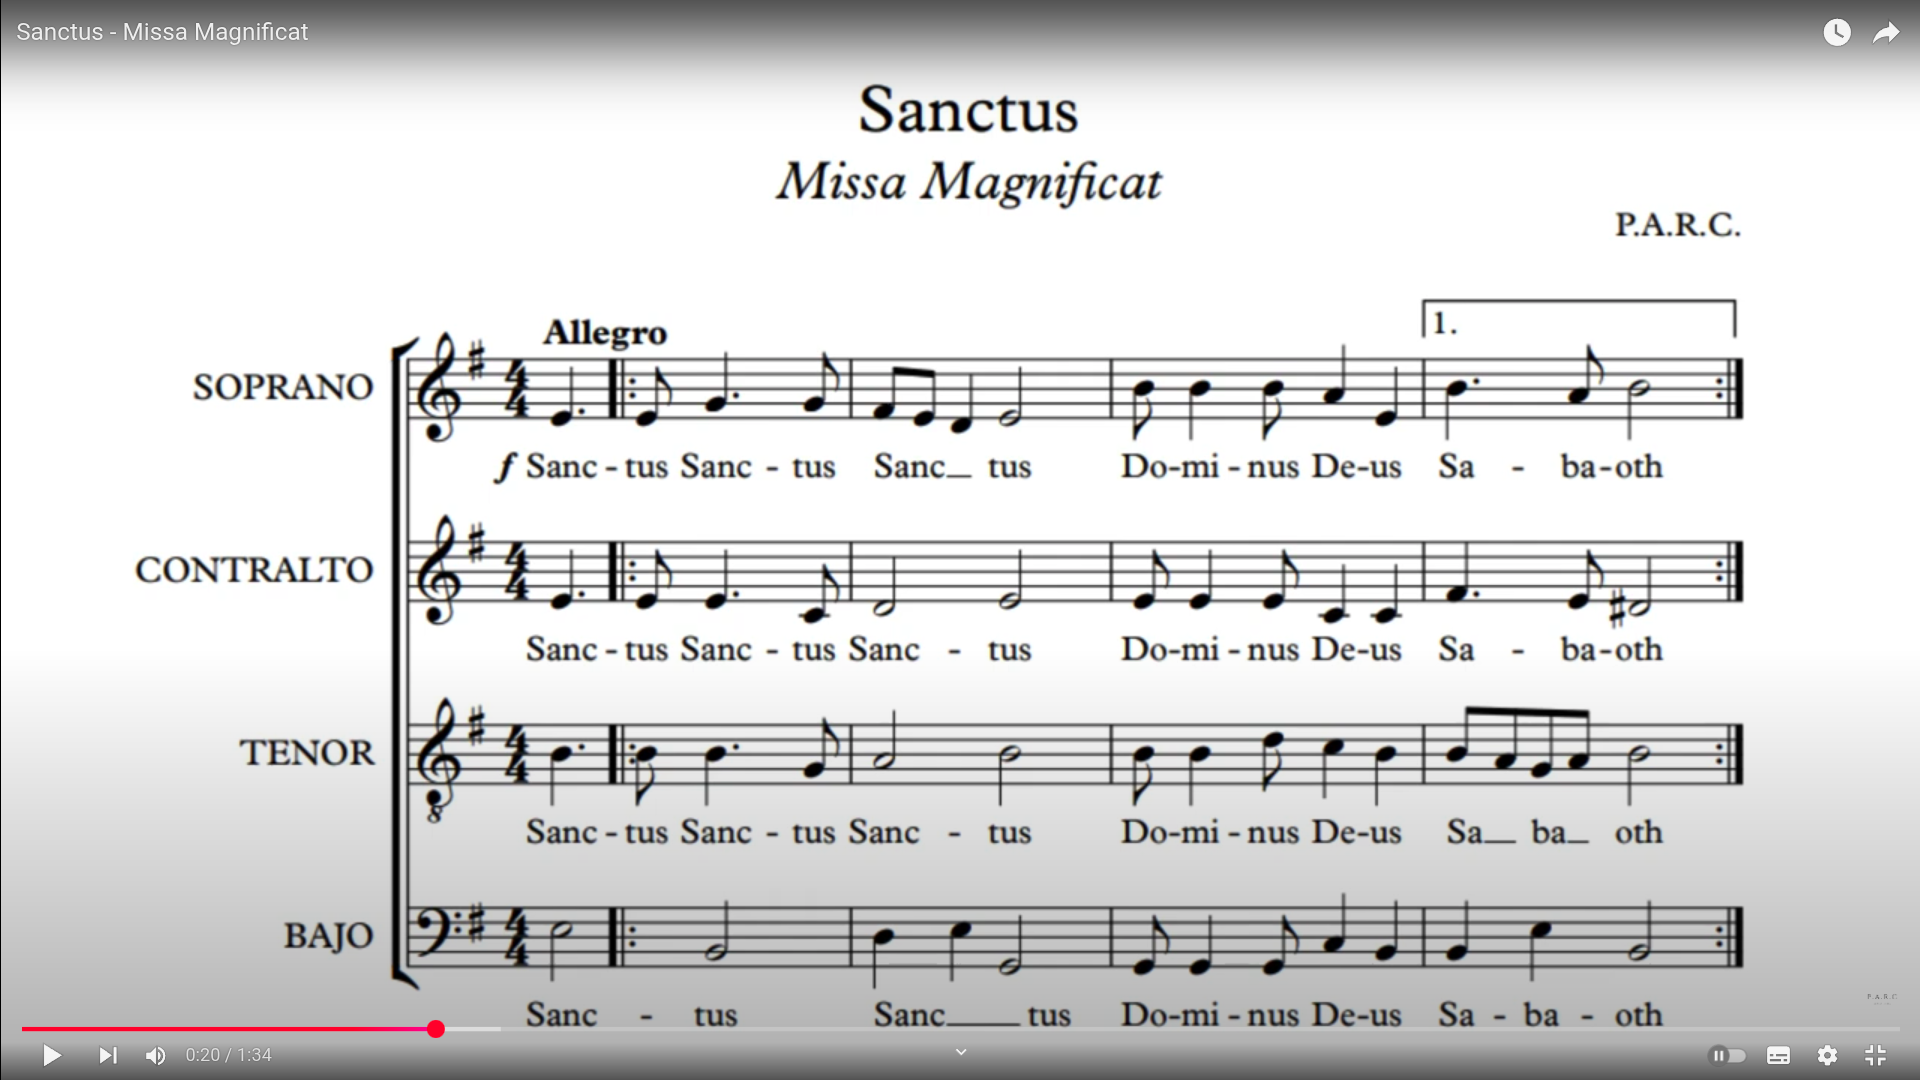 Sanctus - Missa Magnificat
Sanctus
Missa Magnificat
P.A.R.C.
Allegro
1.
SOPRANO
f Sanc - tus Sanc - tus Sanc_ tus Do-mi - nus De-us Sa - ba-oth
CONTRALTO
Sanc - tus Sanc - tus Sanc - tus Do-mi - nus De-us Sa - ba-oth
TENOR
8
Sanc - tus Sanc - tus Sanc - tus Do-mi - nus De-us Sa_ ba_ oth
BAJO
Sanc - tus Sanc___ tus Do-mi - nus De-us Sa - ba - oth
P.A.R.C.
0:20 / 1:34